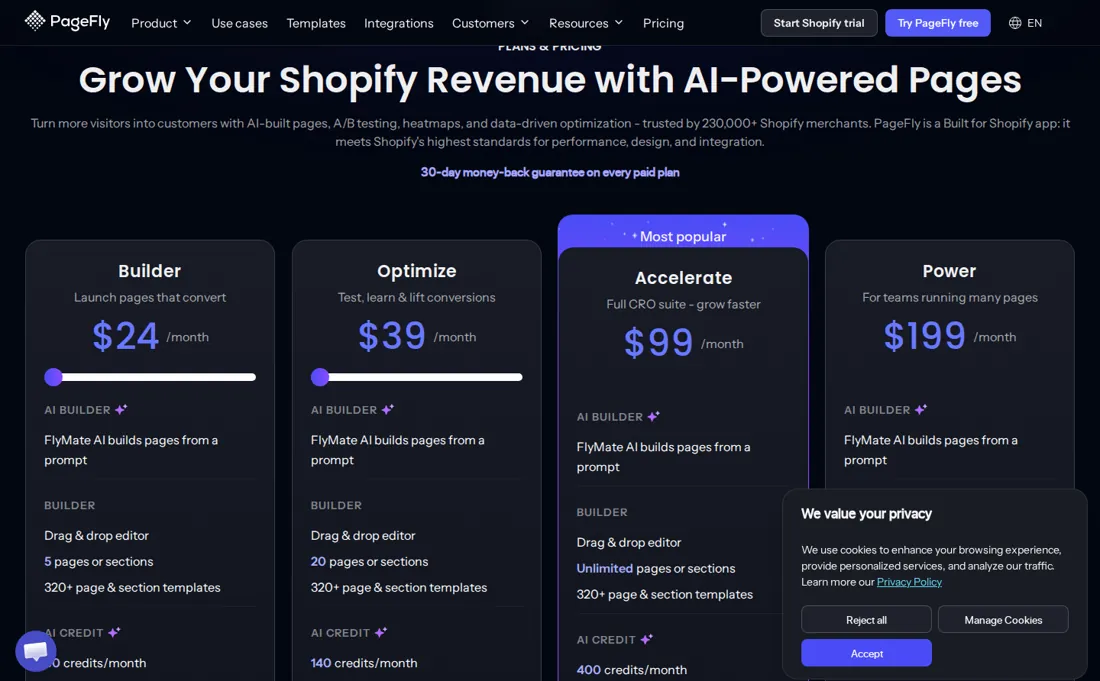 PageFly
Product
Use cases
Templates
Integrations
Customers
Resources
Pricing
Start Shopify trial
Try PageFly free
EN
PLANS & PRICING
Grow Your Shopify Revenue with AI-Powered Pages
Turn more visitors into customers with AI-built pages, A/B testing, heatmaps, and data-driven optimization - trusted by 230,000+ Shopify merchants. PageFly is a Built for Shopify app: it
meets Shopify's highest standards for performance, design, and integration.
30-day money-back guarantee on every paid plan
Builder
Launch pages that convert
$24 /month
AI BUILDER
FlyMate AI builds pages from a
prompt
BUILDER
Drag & drop editor
5 pages or sections
320+ page & section templates
AI CREDIT
credits/month
Optimize
Test, learn & lift conversions
$39 /month
AI BUILDER
FlyMate AI builds pages from a
prompt
BUILDER
Drag & drop editor
20 pages or sections
320+ page & section templates
AI CREDIT
140 credits/month
Most popular
Accelerate
Full CRO suite - grow faster
$99 /month
AI BUILDER
FlyMate AI builds pages from a
prompt
BUILDER
Drag & drop editor
Unlimited pages or sections
320+ page & section templates
AI CREDIT
400 credits/month
Power
For teams running many pages
$199 /month
AI BUILDER
FlyMate AI builds pages from a
prompt
We value your privacy
We use cookies to enhance your browsing experience,
provide personalized services, and analyze our traffic.
Learn more our Privacy Policy
Reject all
Manage Cookies
Accept